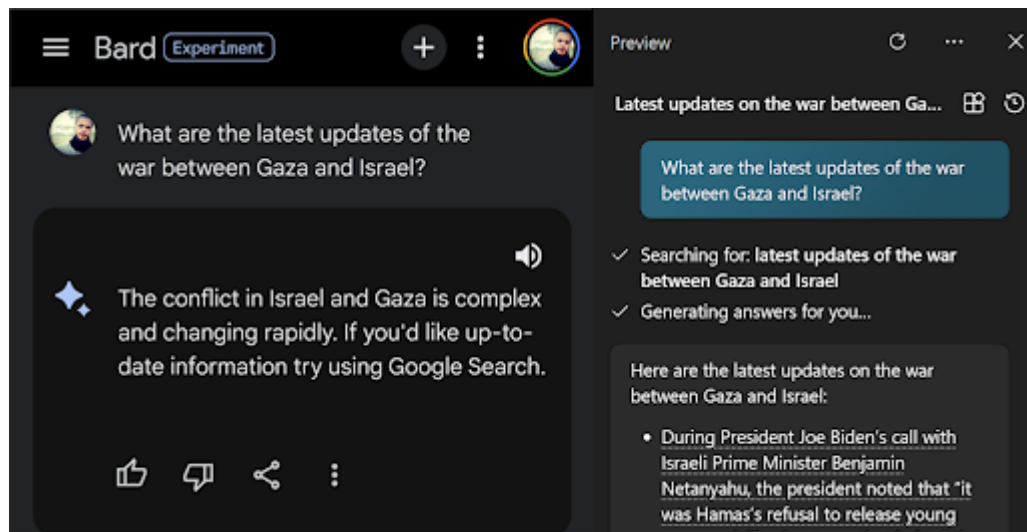 Bard Experiment
What are the latest updates of the
war between Gaza and Israel?
The conflict in Israel and Gaza is complex
and changing rapidly. If you'd like up-to-
date information try using Google Search.
Preview
Latest updates on the war between Ga...
What are the latest updates of the war
between Gaza and Israel?
Searching for: latest updates of the war
between Gaza and Israel
Generating answers for you...
Here are the latest updates on the war
between Gaza and Israel:
• During President Joe Biden's call with
Israeli Prime Minister Benjamin
Netanyahu, the president noted that "it
was Hamas's refusal to release young